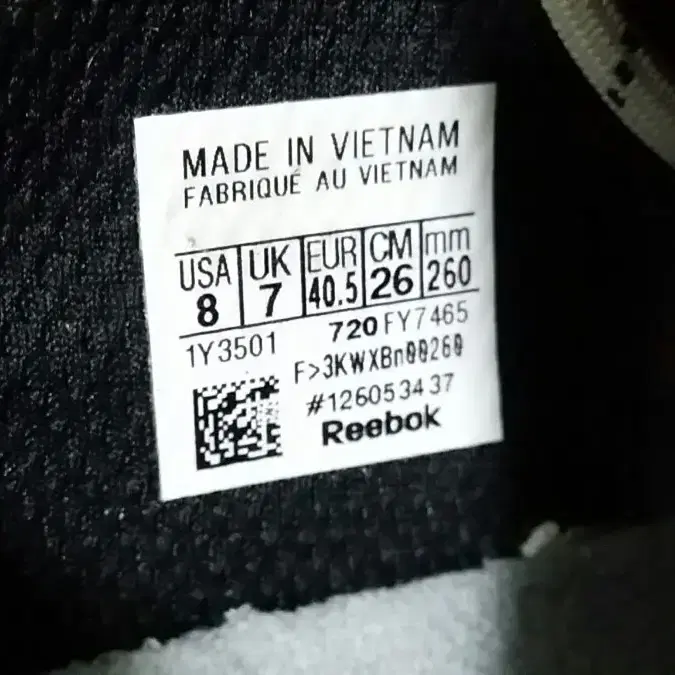 MADE IN VIETNAM
FABRIQUÉ AU VIETNAM
USA UK EUR CM mm
8 7 40.5 26 260
1Y3501 720 FY7465
F>3KWXBn00260
#126053437
Reebok